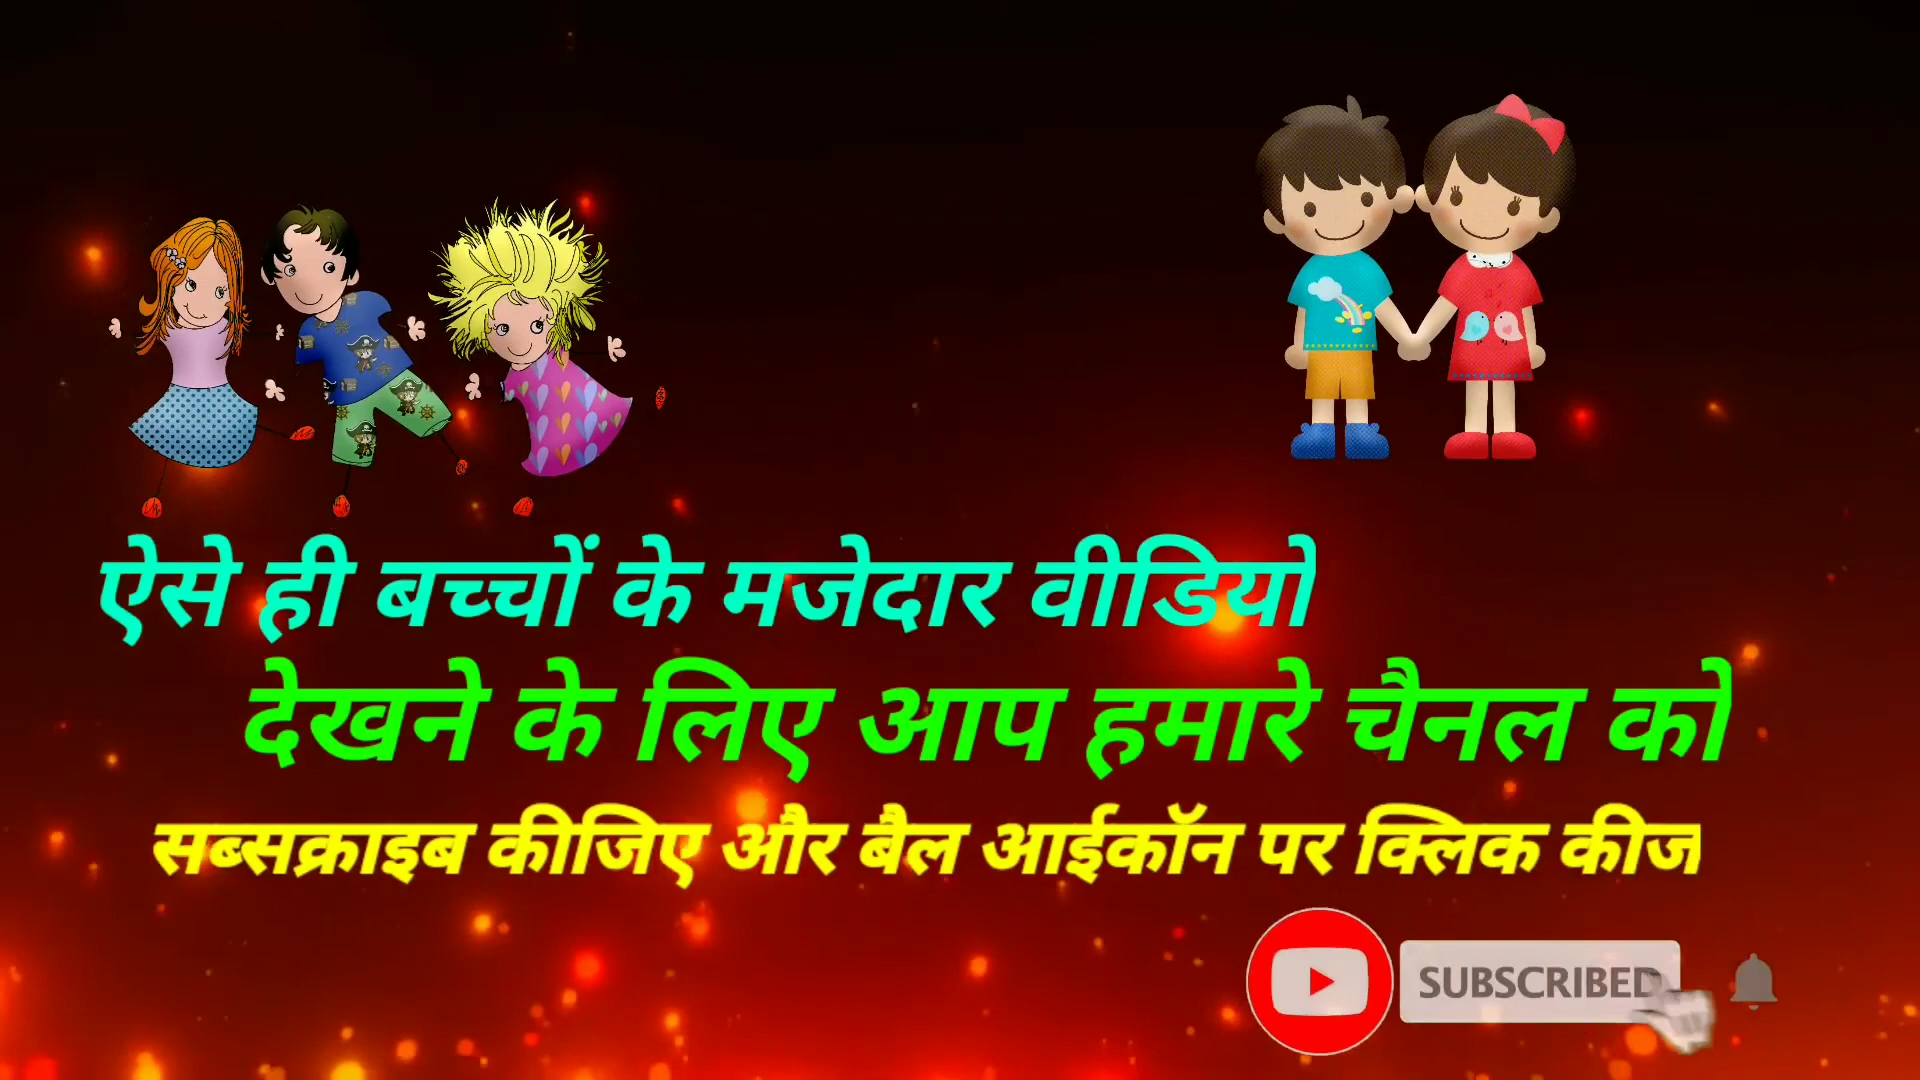 ऐसे ही बच्चों के मजेदार वीडियो
देखने के लिए आप हमारे चैनल को
सब्सक्राइब कीजिए और बैल आईकॉन पर क्लिक कीज
SUBSCRIBED